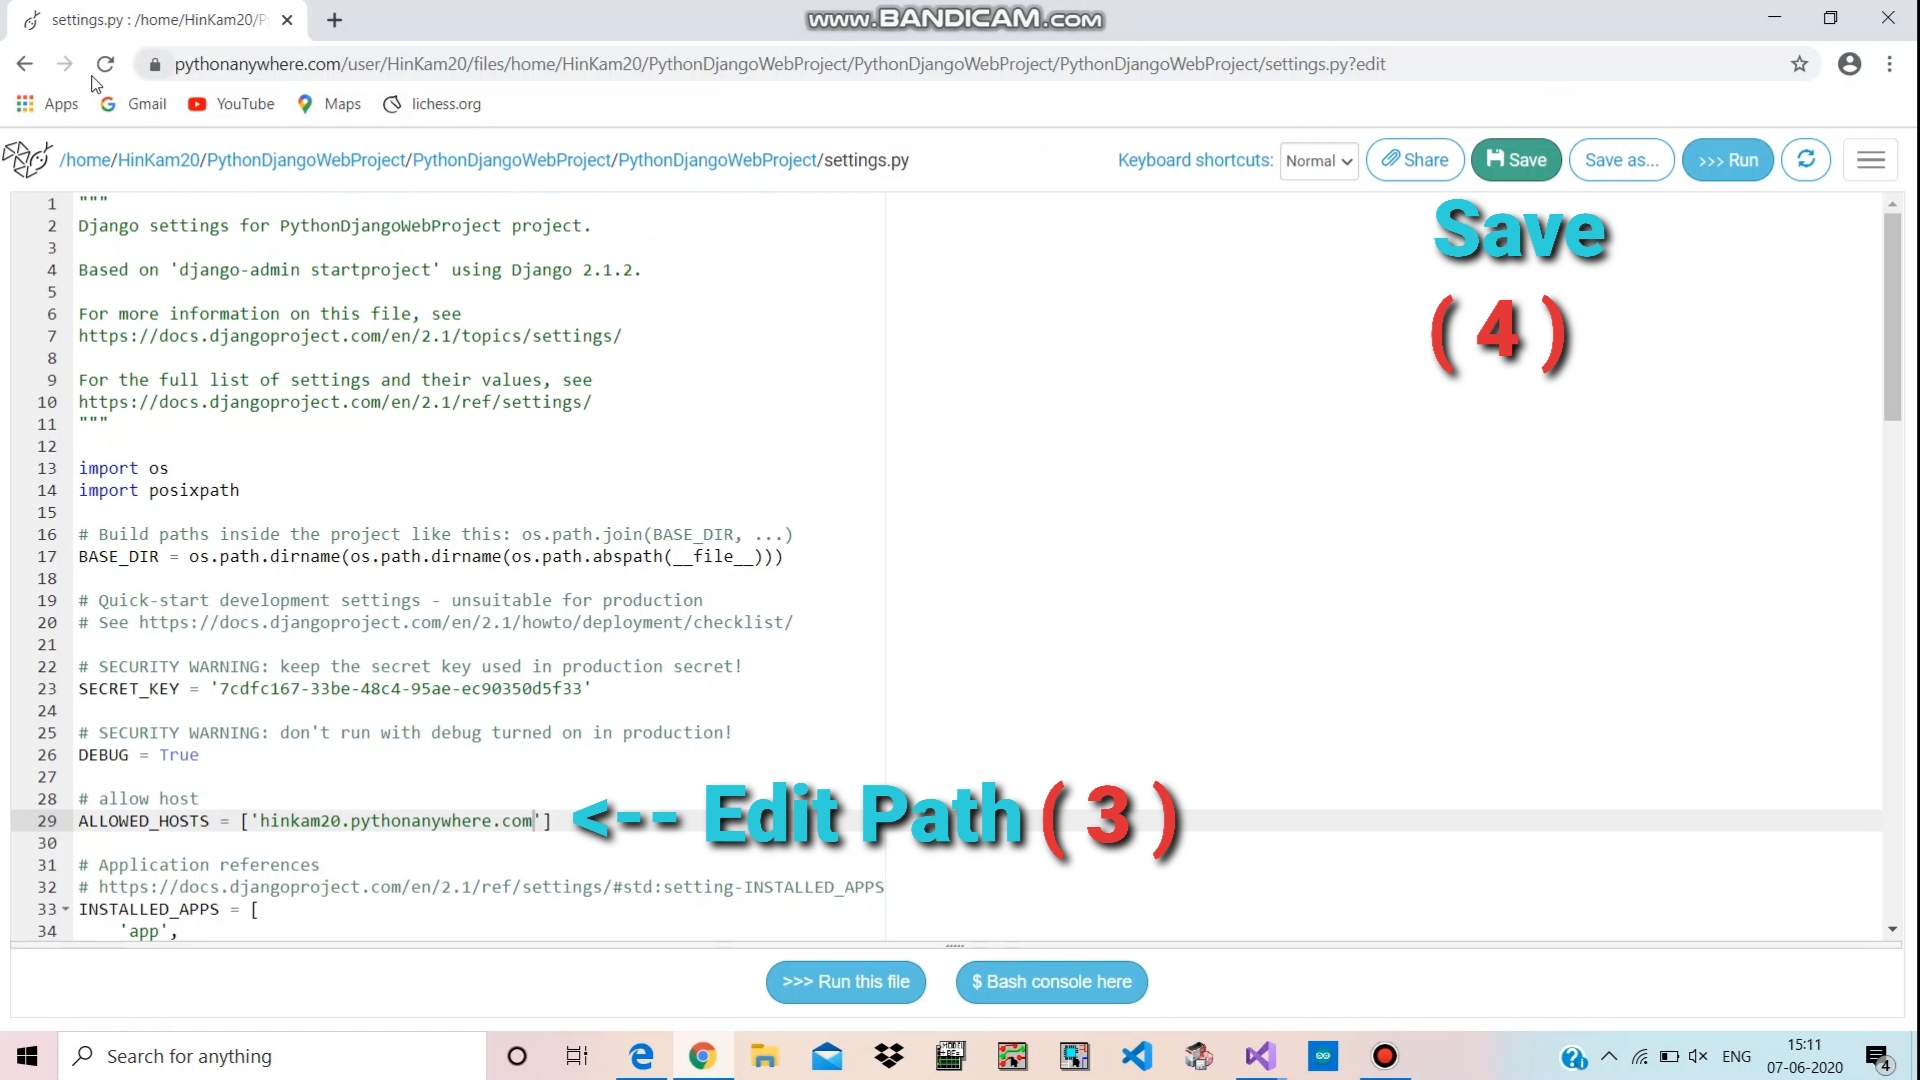 settings.py : /home/HinKam20/P
www.BANDICAM.com
pythonanywhere.com/user/HinKam20/files/home/HinKam20/PythonDjangoWebProject/PythonDjangoWebProject/PythonDjangoWebProject/settings.py?edit
Apps Gmail YouTube Maps lichess.org
/home/HinKam20/PythonDjangoWebProject/PythonDjangoWebProject/PythonDjangoWebProject/settings.py
Keyboard shortcuts: Normal Share Save Save as... >>> Run
1 """
2 Django settings for PythonDjangoWebProject project.
3
4 Based on 'django-admin startproject' using Django 2.1.2.
5
6 For more information on this file, see
7 https://docs.djangoproject.com/en/2.1/topics/settings/
8
9 For the full list of settings and their values, see
10 https://docs.djangoproject.com/en/2.1/ref/settings/
11 """
12
13 import os
14 import posixpath
15
16 # Build paths inside the project like this: os.path.join(BASE_DIR, ...)
17 BASE_DIR = os.path.dirname(os.path.dirname(os.path.abspath(__file__)))
18
19 # Quick-start development settings - unsuitable for production
20 # See https://docs.djangoproject.com/en/2.1/howto/deployment/checklist/
21
22 # SECURITY WARNING: keep the secret key used in production secret!
23 SECRET_KEY = '7cdfc167-33be-48c4-95ae-ec90350d5f33'
24
25 # SECURITY WARNING: don't run with debug turned on in production!
26 DEBUG = True
27
28 # allow host
29 ALLOWED_HOSTS = ['hinkam20.pythonanywhere.com']
30
31 # Application references
32 # https://docs.djangoproject.com/en/2.1/ref/settings/#std:setting-INSTALLED_APPS
33 INSTALLED_APPS = [
34 'app',
Save
( 4 )
<-- Edit Path ( 3 )
>>> Run this file $ Bash console here
Search for anything
ENG
15:11
07-06-2020
4